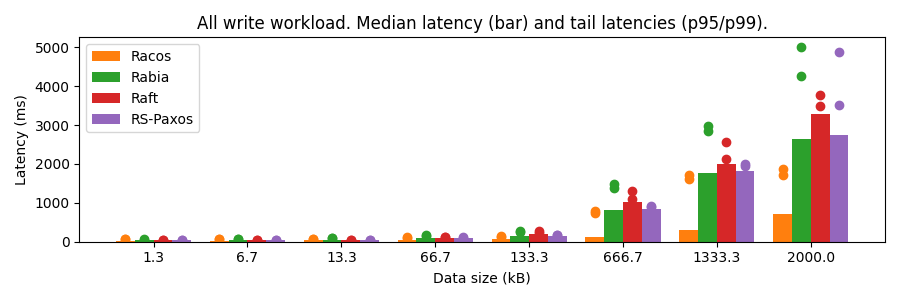 All write workload. Median latency (bar) and tail latencies (p95/p99).
Latency (ms)
5000
4000
3000
2000
1000
0
Racos
Rabia
Raft
RS-Paxos
1.3 6.7 13.3 66.7 133.3 666.7 1333.3 2000.0
Data size (kB)